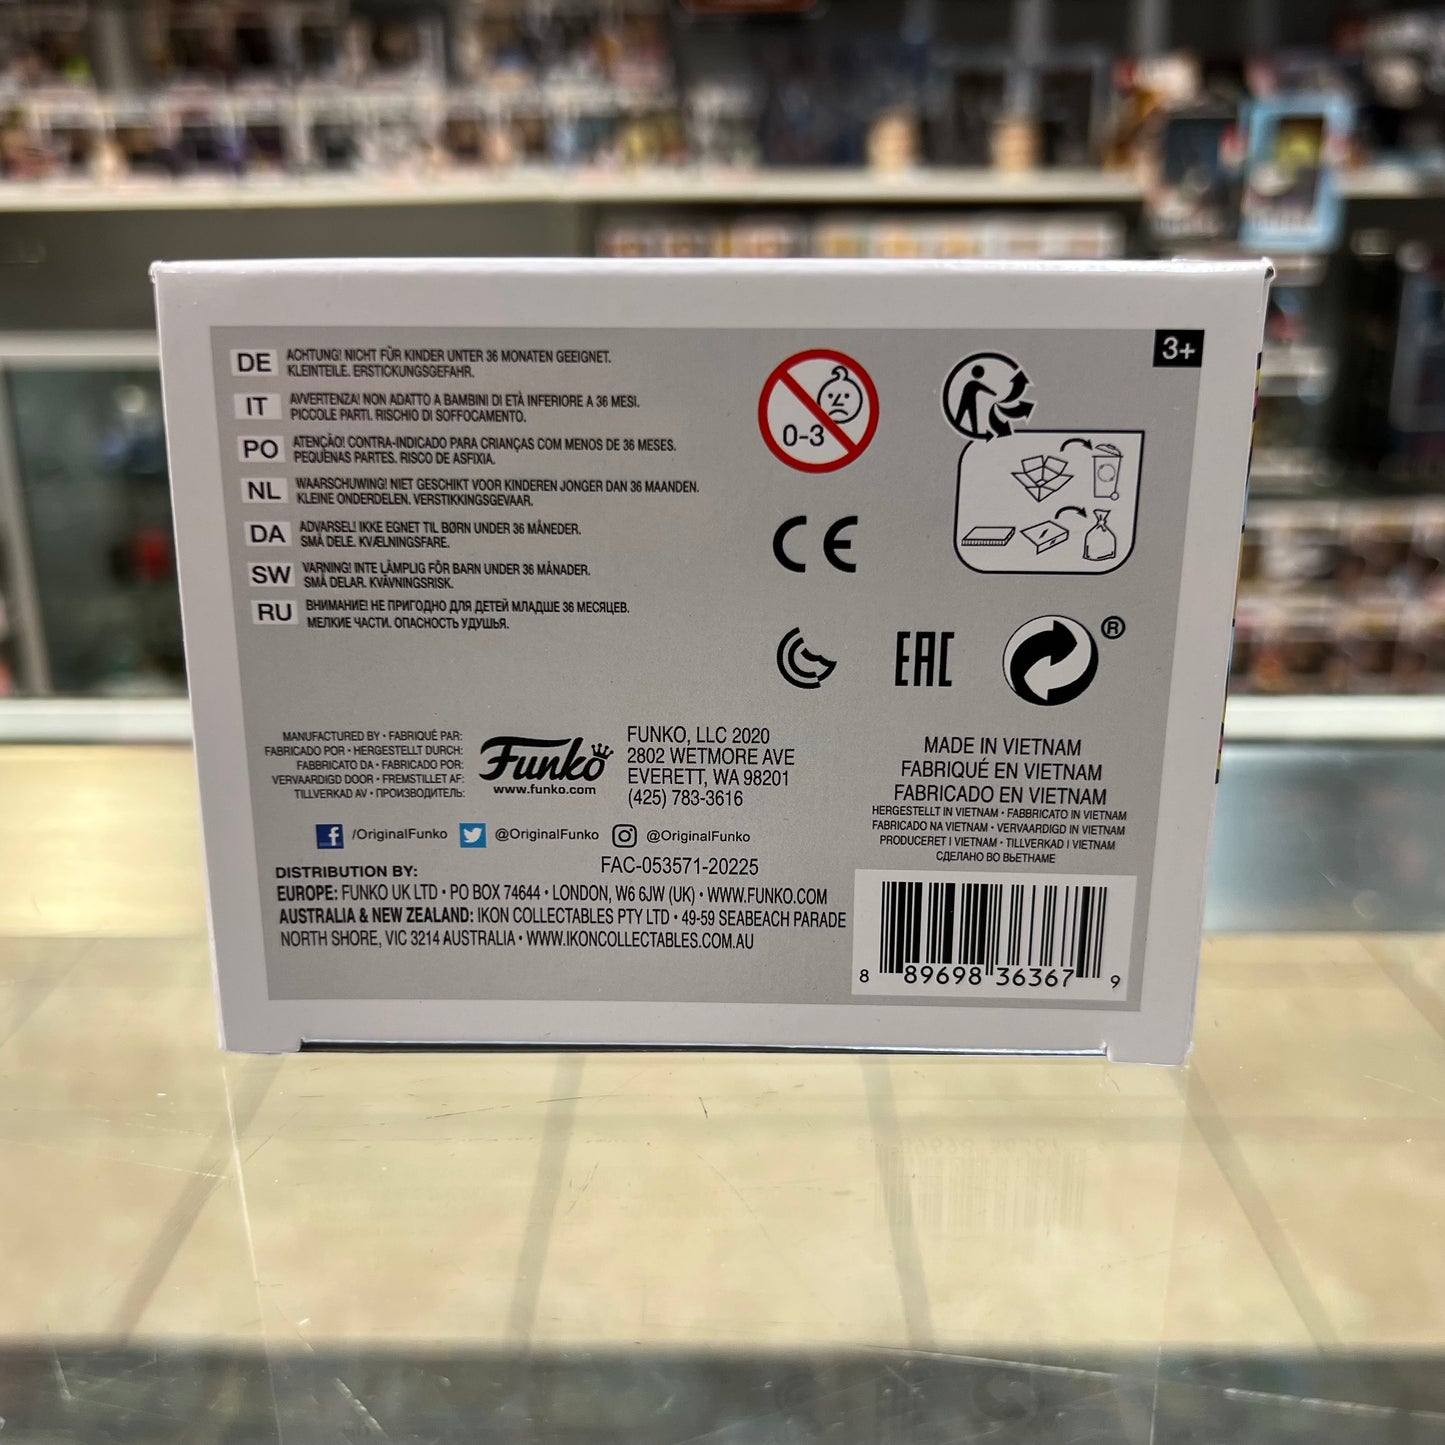 3+
DE ACHTUNG! NICHT FÜR KINDER UNTER 36 MONATEN GEEIGNET.
KLEINTEILE. ERSTICKUNGSGEFAHR.
IT AVVERTENZA! NON ADATTO A BAMBINI DI ETÀ INFERIORE A 36 MESI.
PICCOLE PARTI. RISCHIO DI SOFFOCAMENTO.
PO ATENÇÃO! CONTRA-INDICADO PARA CRIANÇAS COM MENOS DE 36 MESES.
PEQUENAS PARTES. RISCO DE ASFIXIA.
NL WAARSCHUWING! NIET GESCHIKT VOOR KINDEREN JONGER DAN 36 MAANDEN.
KLEINE ONDERDELEN. VERSTIKKINGSGEVAAR.
DA ADVARSEL! IKKE EGNET TIL BØRN UNDER 36 MÅNEDER.
SMÅ DELE. KVÆLNINGSFARE.
SW VARNING! INTE LÄMPLIG FÖR BARN UNDER 36 MÅNADER.
SMÅ DELAR. KVÄVNINGSRISK.
RU ВНИМАНИЕ! НЕ ПРИГОДНО ДЛЯ ДЕТЕЙ МЛАДШЕ 36 МЕСЯЦЕВ.
МЕЛКИЕ ЧАСТИ. ОПАСНОСТЬ УДУШЬЯ.
0-3
CE
EAC
®
MANUFACTURED BY • FABRIQUÉ PAR:
FABRICADO POR • HERGESTELLT DURCH:
FABBRICATO DA • FABRICADO POR:
VERVAARDIGD DOOR • FREMSTILLET AF:
TILLVERKAD AV • ПРОИЗВОДИТЕЛЬ:
Funko
www.funko.com
FUNKO, LLC 2020
2802 WETMORE AVE
EVERETT, WA 98201
(425) 783-3616
MADE IN VIETNAM
FABRIQUÉ EN VIETNAM
FABRICADO EN VIETNAM
HERGESTELLT IN VIETNAM • FABBRICATO IN VIETNAM
FABRICADO NA VIETNAM • VERVAARDIGD IN VIETNAM
PRODUCERET I VIETNAM • TILLVERKAD I VIETNAM
СДЕЛАНО ВО ВЬЕТНАМЕ
/OriginalFunko @OriginalFunko @OriginalFunko
FAC-053571-20225
DISTRIBUTION BY:
EUROPE: FUNKO UK LTD • PO BOX 74644 • LONDON, W6 6JW (UK) • WWW.FUNKO.COM
AUSTRALIA & NEW ZEALAND: IKON COLLECTABLES PTY LTD • 49-59 SEABEACH PARADE
NORTH SHORE, VIC 3214 AUSTRALIA • WWW.IKONCOLLECTABLES.COM.AU
8 89698 36367 9